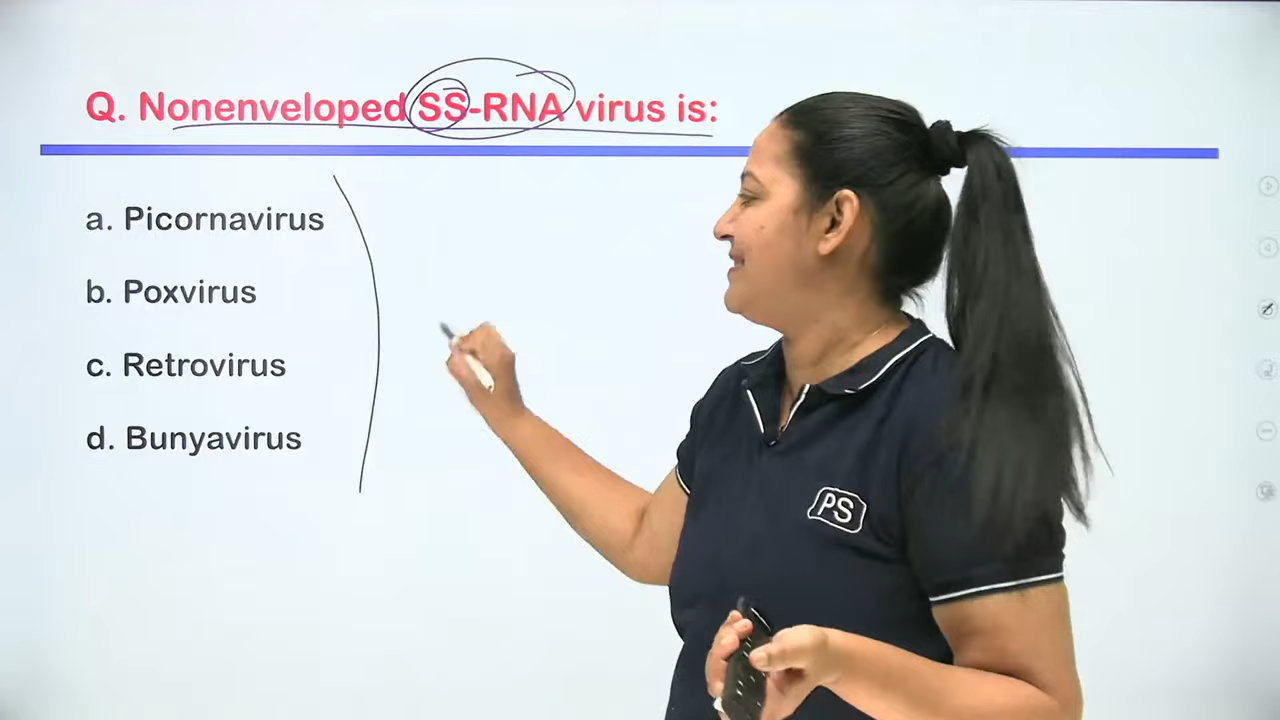 Q. Nonenveloped SS-RNA virus is:
a. Picornavirus
b. Poxvirus
c. Retrovirus
d. Bunyavirus
PS